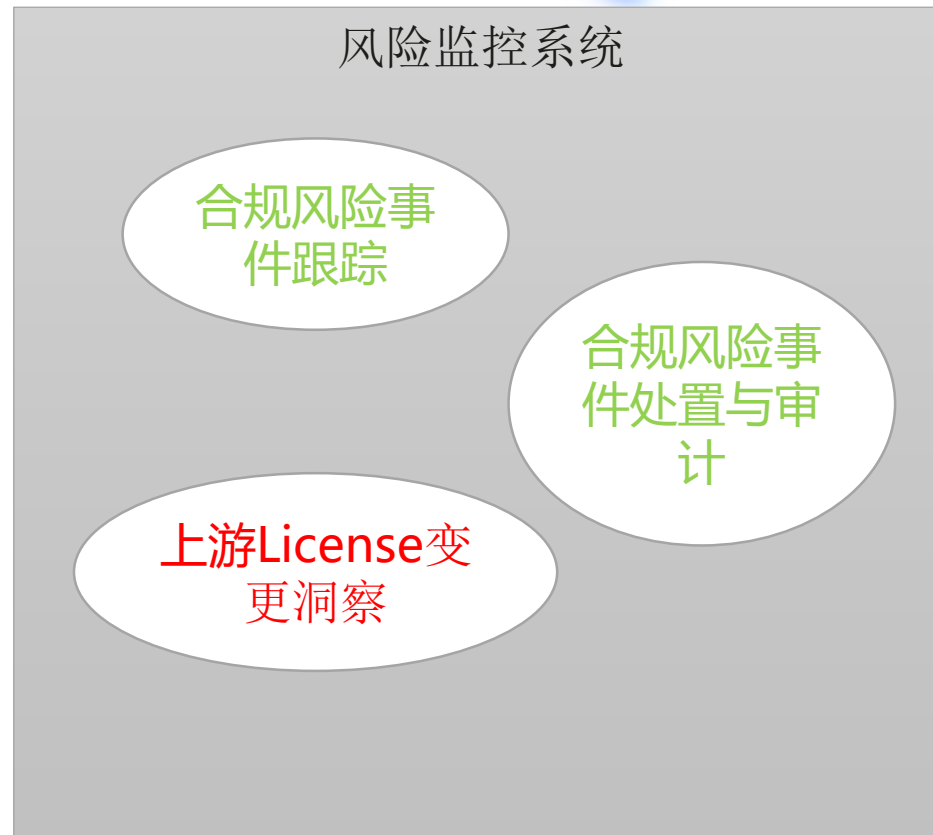 风险监控系统
合规风险事
件跟踪
合规风险事
件处置与审
计
上游License变
更洞察